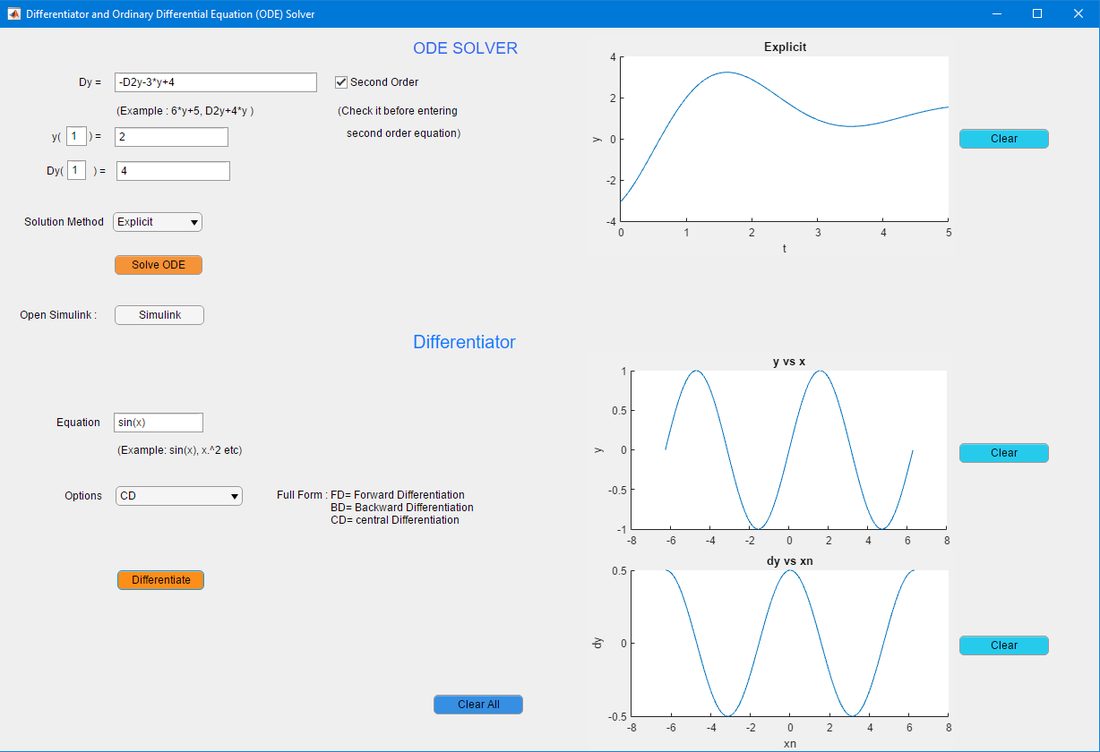 Differentiator and Ordinary Differential Equation (ODE) Solver
ODE SOLVER
Dy = -D2y-3*y+4
Second Order
(Example : 6*y+5, D2y+4*y )
(Check it before entering
second order equation)
y( 1 ) = 2
Dy( 1 ) = 4
Solution Method Explicit
Solve ODE
Open Simulink : Simulink
Explicit
4
2
0
-2
-4
y
0 1 2 3 4 5
t
Clear
Differentiator
Equation sin(x)
(Example: sin(x), x.^2 etc)
Options CD
Full Form : FD= Forward Differentiation
BD= Backward Differentiation
CD= central Differentiation
Differentiate
Clear All
y vs x
1
0.5
0
-0.5
-1
y
-8 -6 -4 -2 0 2 4 6 8
Clear
dy vs xn
0.5
0
-0.5
dy
-8 -6 -4 -2 0 2 4 6 8
xn
Clear